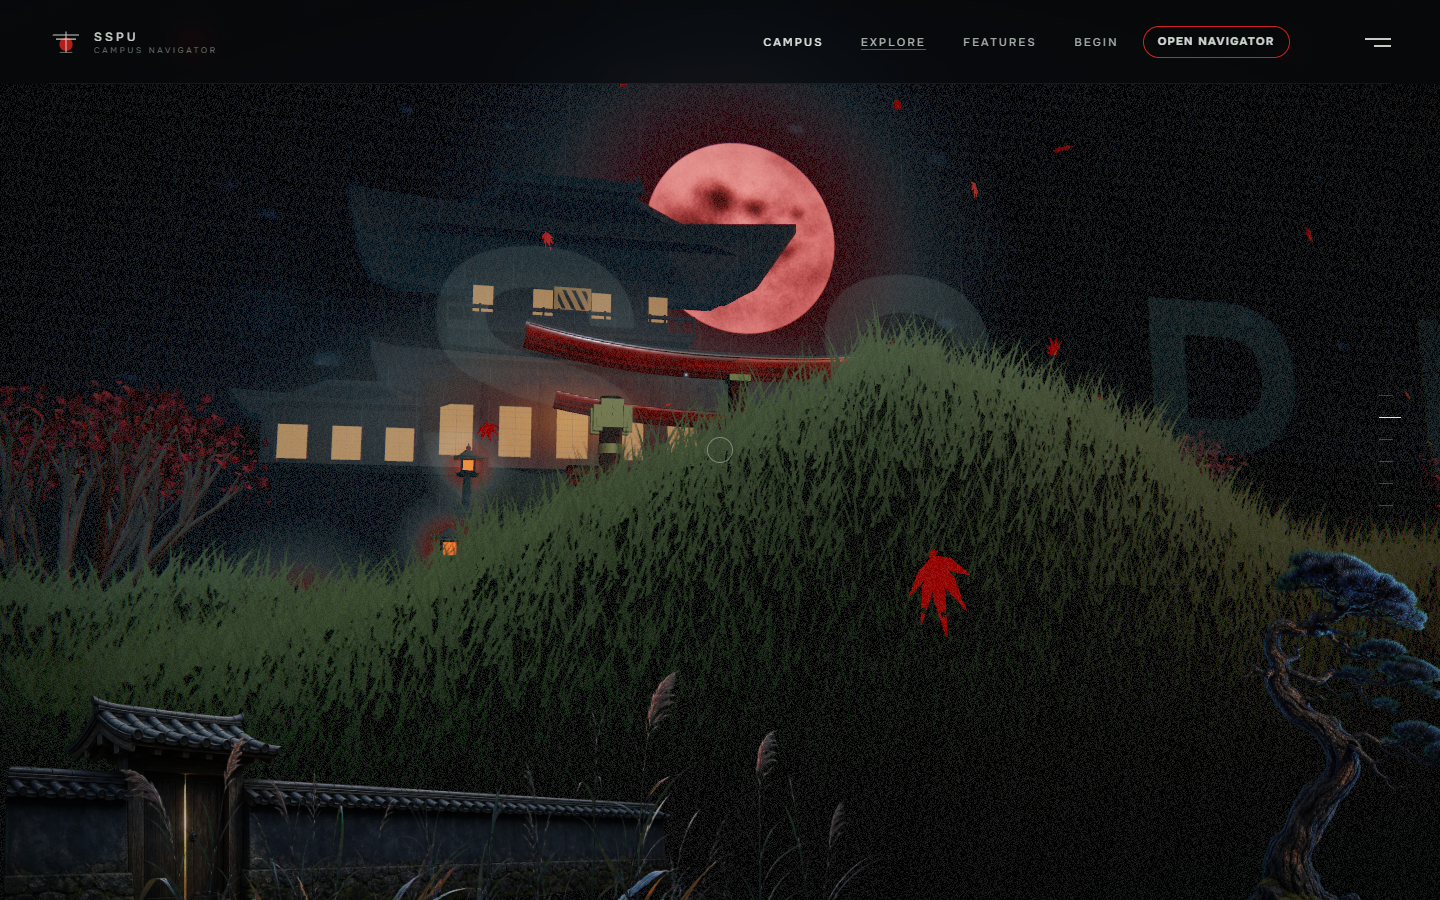 SSPU
CAMPUS NAVIGATOR
CAMPUS
EXPLORE
FEATURES
BEGIN
OPEN NAVIGATOR